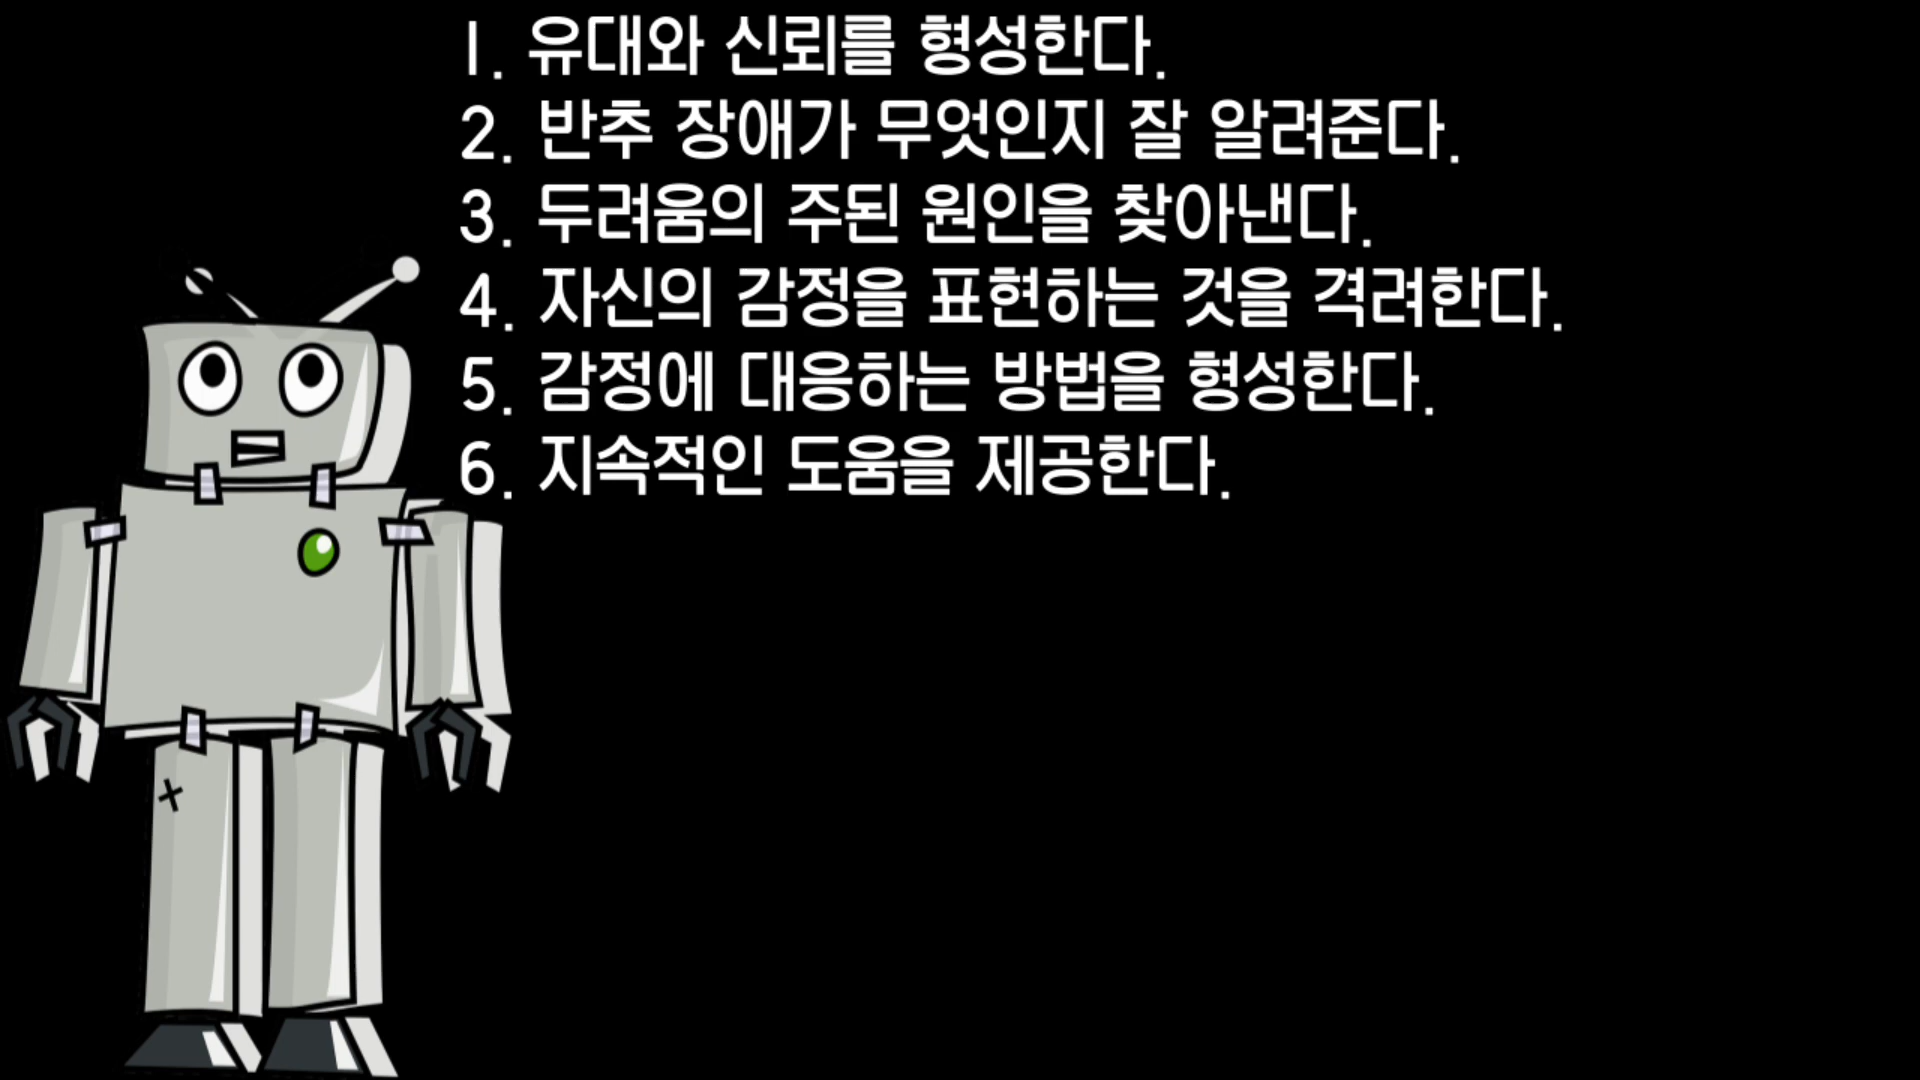 1. 유대와 신뢰를 형성한다.
2. 반추 장애가 무엇인지 잘 알려준다.
3. 두려움의 주된 원인을 찾아낸다.
4. 자신의 감정을 표현하는 것을 격려한다.
5. 감정에 대응하는 방법을 형성한다.
6. 지속적인 도움을 제공한다.